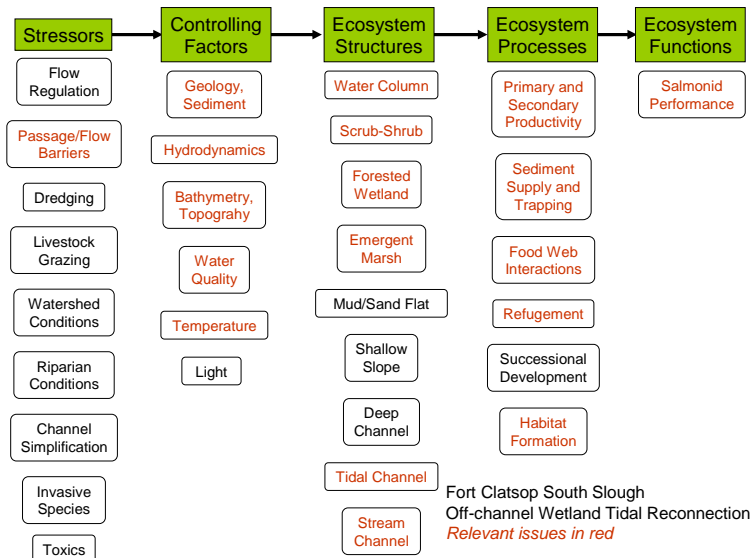 Stressors
Flow
Regulation
Passage/Flow
Barriers
Dredging
Livestock
Grazing
Watershed
Conditions
Riparian
Conditions
Channel
Simplification
Invasive
Species
Toxics
Controlling
Factors
Geology,
Sediment
Hydrodynamics
Bathymetry,
Topograhy
Water
Quality
Temperature
Light
Ecosystem
Structures
Water Column
Scrub-Shrub
Forested
Wetland
Emergent
Marsh
Mud/Sand Flat
Shallow
Slope
Deep
Channel
Tidal Channel
Stream
Channel
Ecosystem
Processes
Primary and
Secondary
Productivity
Sediment
Supply and
Trapping
Food Web
Interactions
Refugement
Successional
Development
Habitat
Formation
Ecosystem
Functions
Salmonid
Performance
Fort Clatsop South Slough
Off-channel Wetland Tidal Reconnection
Relevant issues in red